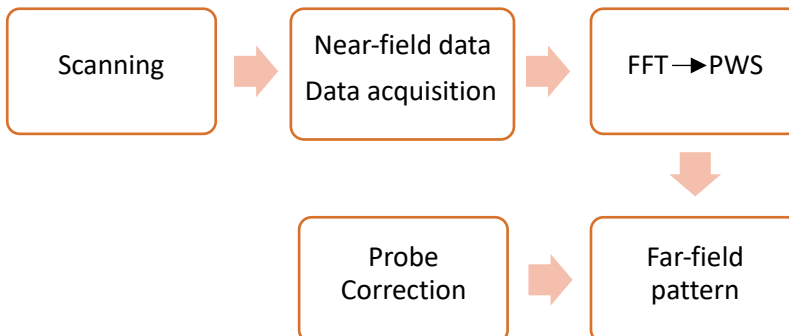 Scanning
Near-field data
Data acquisition
FFT→PWS
Probe
Correction
Far-field
pattern